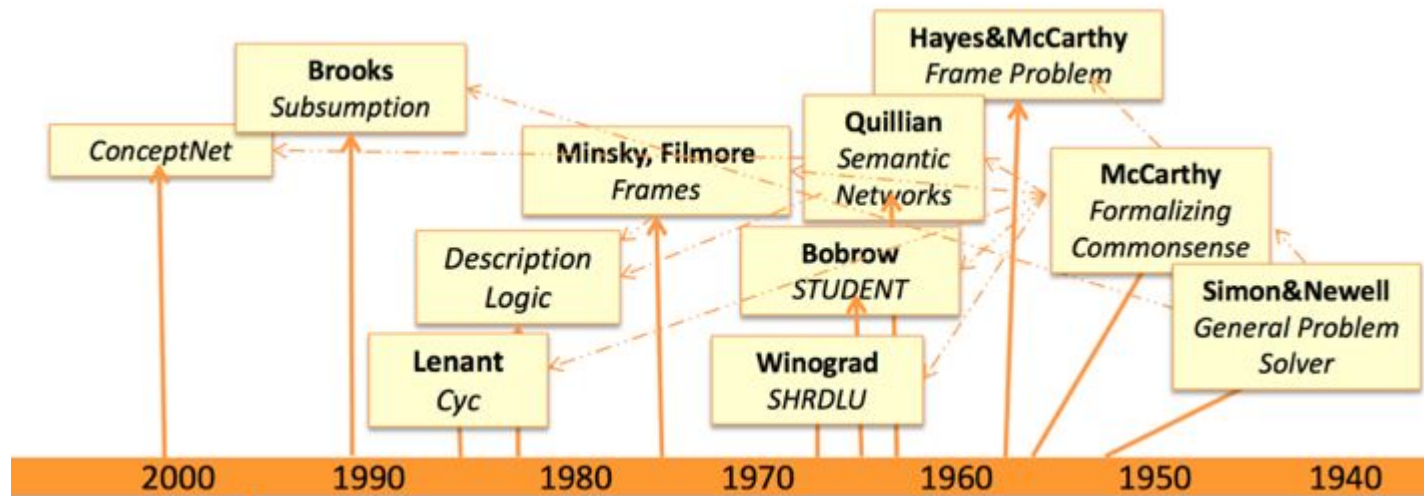 Hayes&McCarthy
Frame Problem
Brooks
Subsumption
ConceptNet
Minsky, Filmore
Frames
Quillian
Semantic
Networks
McCarthy
Formalizing
Commonsense
Description
Logic
Bobrow
STUDENT
Simon&Newell
General Problem
Solver
Lenant
Cyc
Winograd
SHRDLU
2000 1990 1980 1970 1960 1950 1940